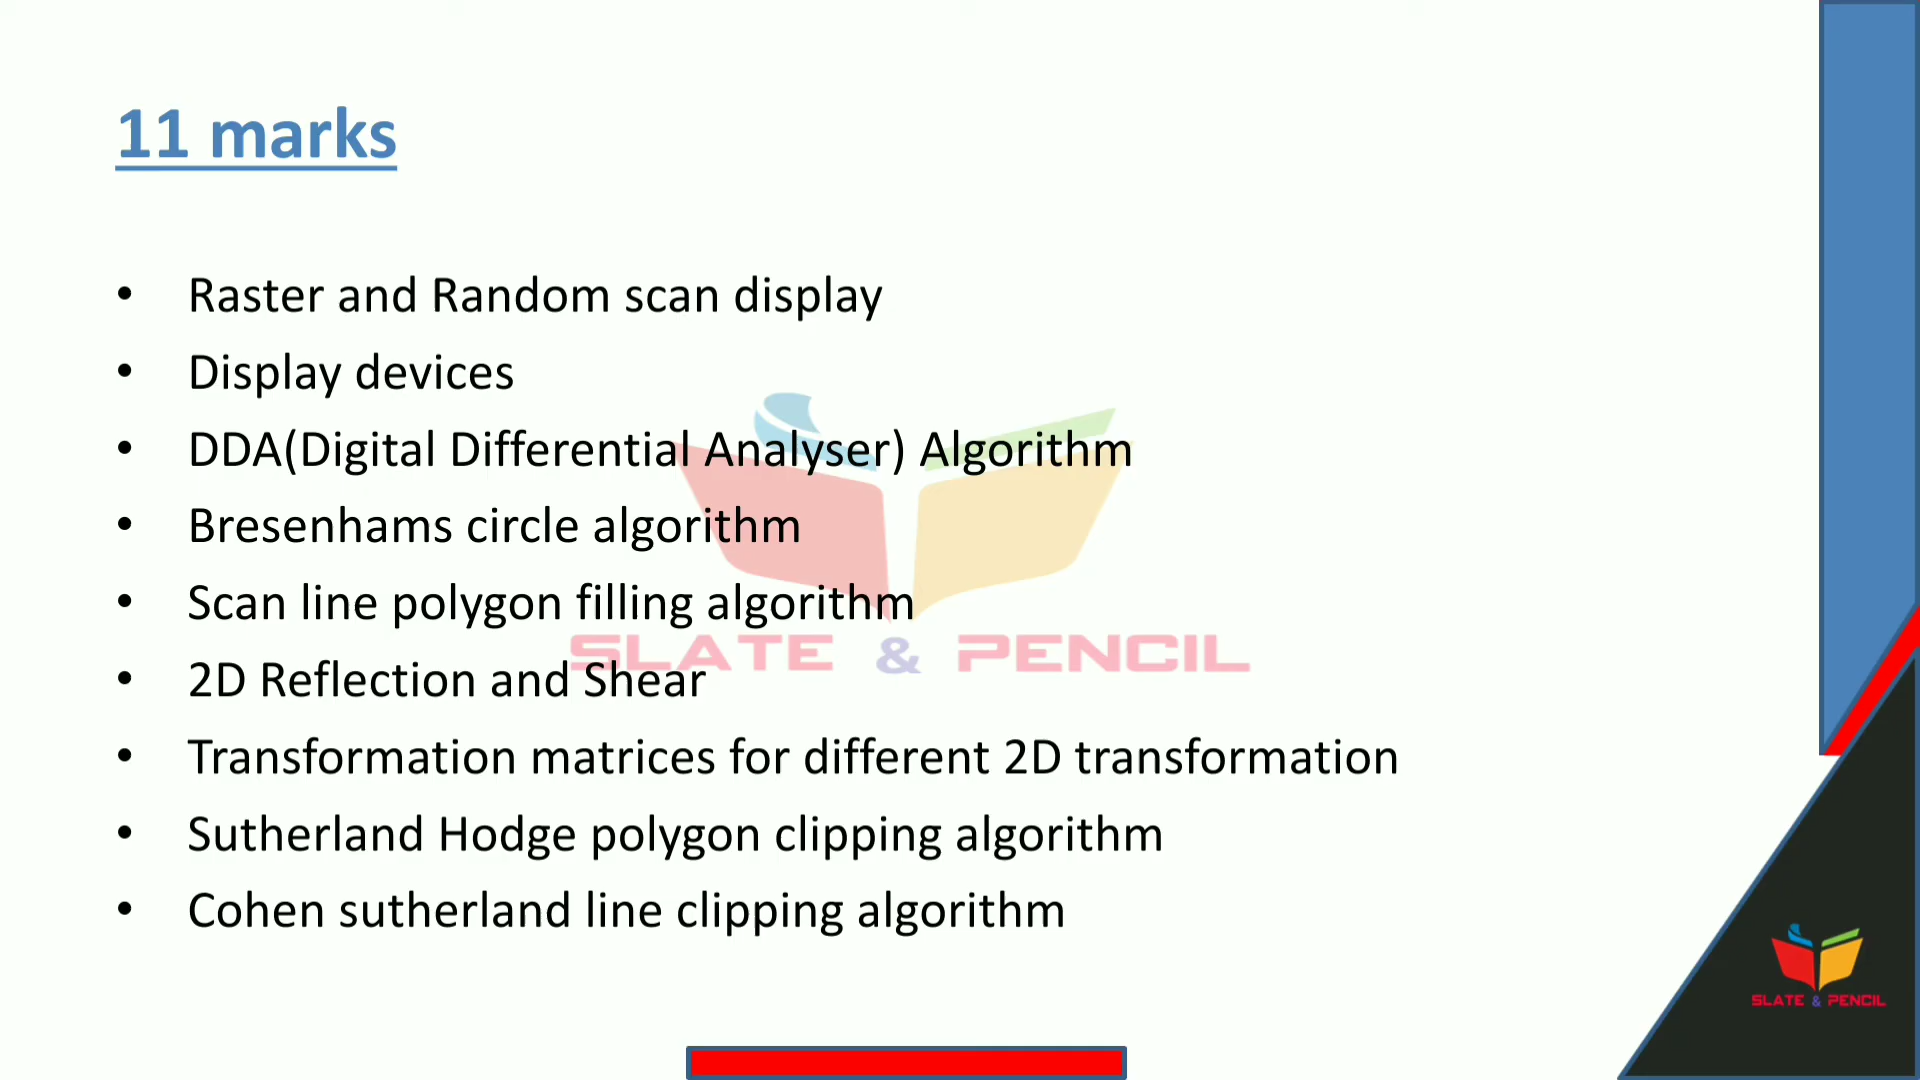 11 marks
• Raster and Random scan display
• Display devices
• DDA(Digital Differential Analyser) Algorithm
• Bresenhams circle algorithm
• Scan line polygon filling algorithm
SLATE & PENCIL
• 2D Reflection and Shear
• Transformation matrices for different 2D transformation
• Sutherland Hodge polygon clipping algorithm
• Cohen sutherland line clipping algorithm
SLATE & PENCIL